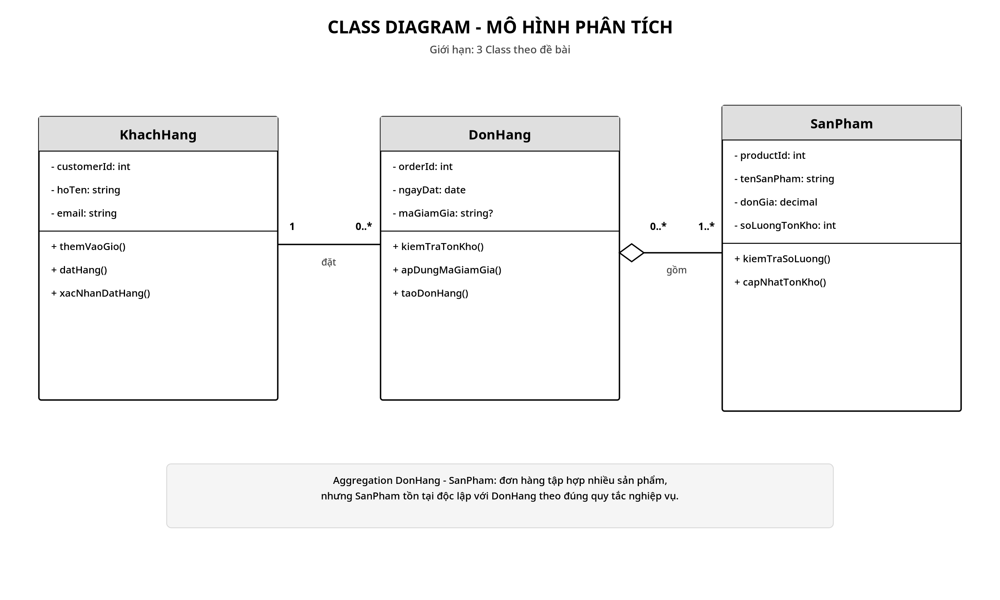 CLASS DIAGRAM - MÔ HÌNH PHÂN TÍCH
Giới hạn: 3 Class theo đề bài
KhachHang
- customerId: int
- hoTen: string
- email: string
+ themVaoGio()
+ datHang()
+ xacNhanDatHang()
1
0..*
đặt
DonHang
- orderId: int
- ngayDat: date
- maGiamGia: string?
+ kiemTraTonKho()
+ apDungMaGiamGia()
+ taoDonHang()
0..*
1..*
gồm
SanPham
- productId: int
- tenSanPham: string
- donGia: decimal
- soLuongTonKho: int
+ kiemTraSoLuong()
+ capNhatTonKho()
Aggregation DonHang - SanPham: đơn hàng tập hợp nhiều sản phẩm,
nhưng SanPham tồn tại độc lập với DonHang theo đúng quy tắc nghiệp vụ.